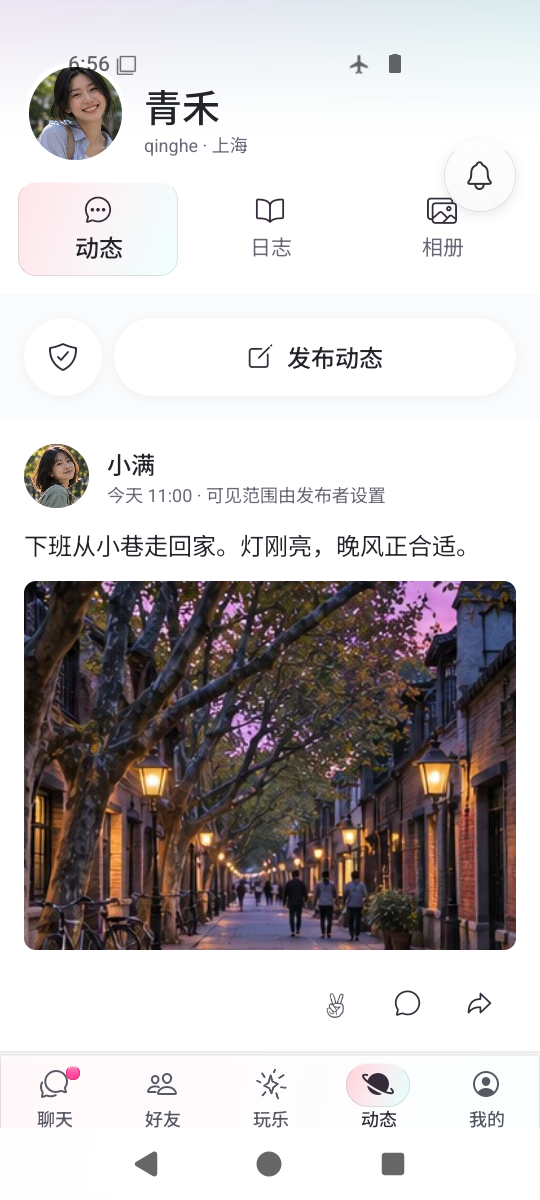 6:56
青禾
qinghe · 上海
动态
日志
相册
发布动态
小满
今天 11:00 · 可见范围由发布者设置
下班从小巷走回家。灯刚亮，晚风正合适。
聊天
好友
玩乐
动态
我的